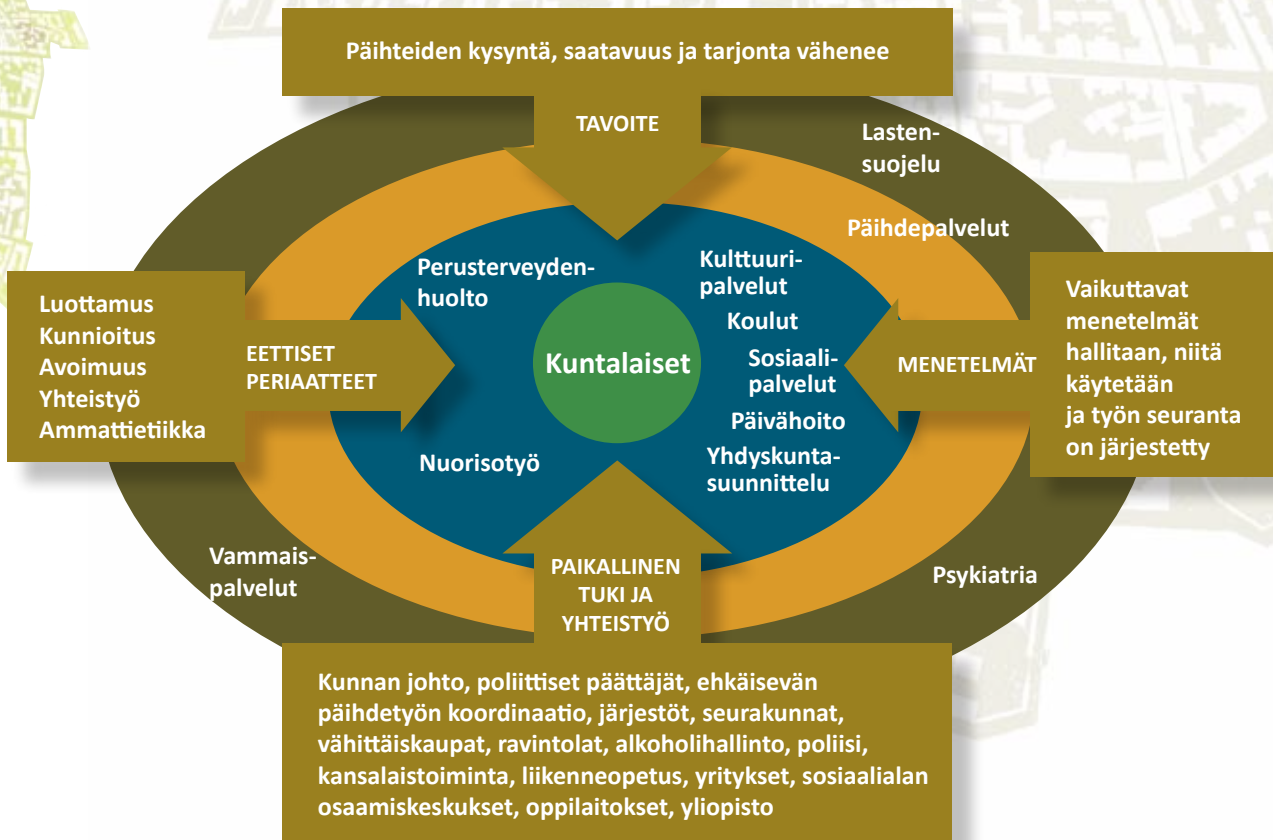 Päihteiden kysyntä, saatavuus ja tarjonta vähenee
TAVOITE
Lasten-
suojelu
Päihdepalvelut
Perusterveyden-
huolto
Kulttuuri-
palvelut
Koulut
Sosiaali-
palvelut
Päivähoito
Yhdyskunta-
suunnittelu
Kuntalaiset
Nuorisotyö
Luottamus
Kunnioitus
Avoimuus
Yhteistyö
Ammattietiikka
EETTISET
PERIAATTEET
MENETELMÄT
Vaikuttavat
menetelmät
hallitaan, niitä
käytetään
ja työn seuranta
on järjestetty
Vammais-
palvelut
Psykiatria
PAIKALLINEN
TUKI JA
YHTEISTYÖ
Kunnan johto, poliittiset päättäjät, ehkäisevän
päihdetyön koordinaatio, järjestöt, seurakunnat,
vähittäiskaupat, ravintolat, alkoholihallinto, poliisi,
kansalaistoiminta, liikenneopetus, yritykset, sosiaalialan
osaamiskeskukset, oppilaitokset, yliopisto